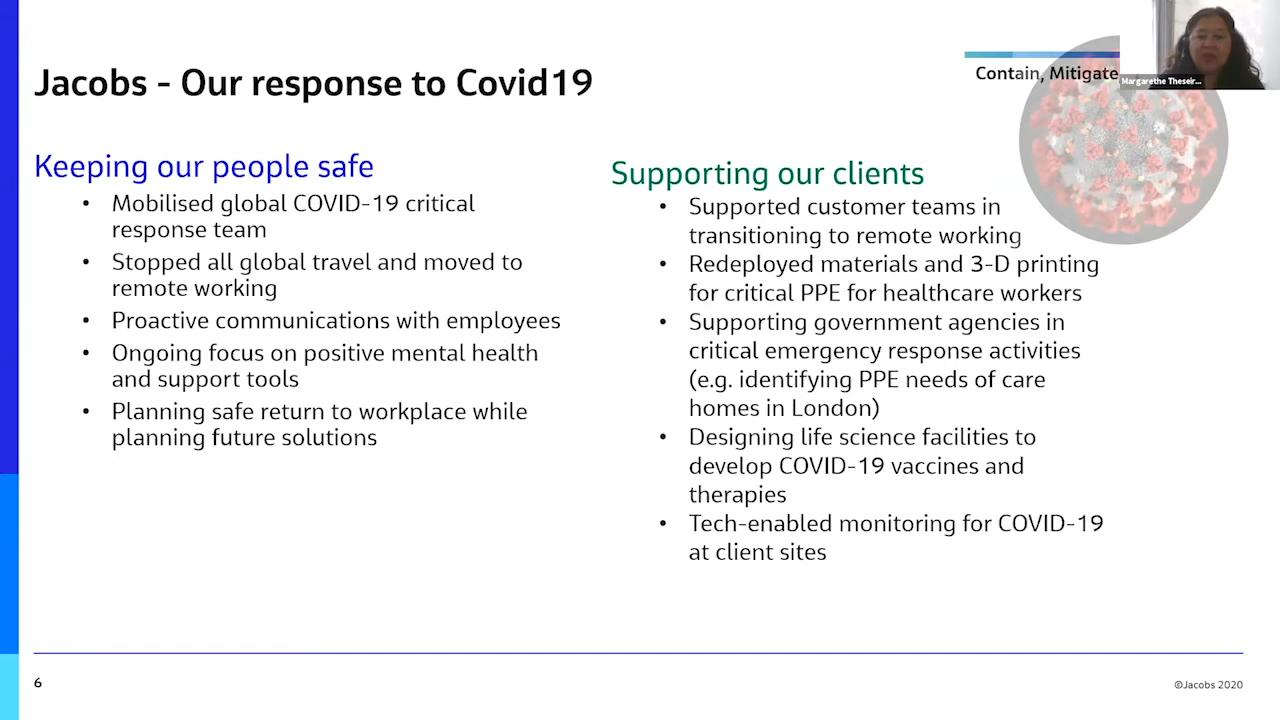 Jacobs - Our response to Covid19
Contain, Mitigate
Margarethe Theseir...
Keeping our people safe
• Mobilised global COVID-19 critical
response team
• Stopped all global travel and moved to
remote working
• Proactive communications with employees
• Ongoing focus on positive mental health
and support tools
• Planning safe return to workplace while
planning future solutions
Supporting our clients
• Supported customer teams in
transitioning to remote working
• Redeployed materials and 3-D printing
for critical PPE for healthcare workers
• Supporting government agencies in
critical emergency response activities
(e.g. identifying PPE needs of care
homes in London)
• Designing life science facilities to
develop COVID-19 vaccines and
therapies
• Tech-enabled monitoring for COVID-19
at client sites
6
©Jacobs 2020